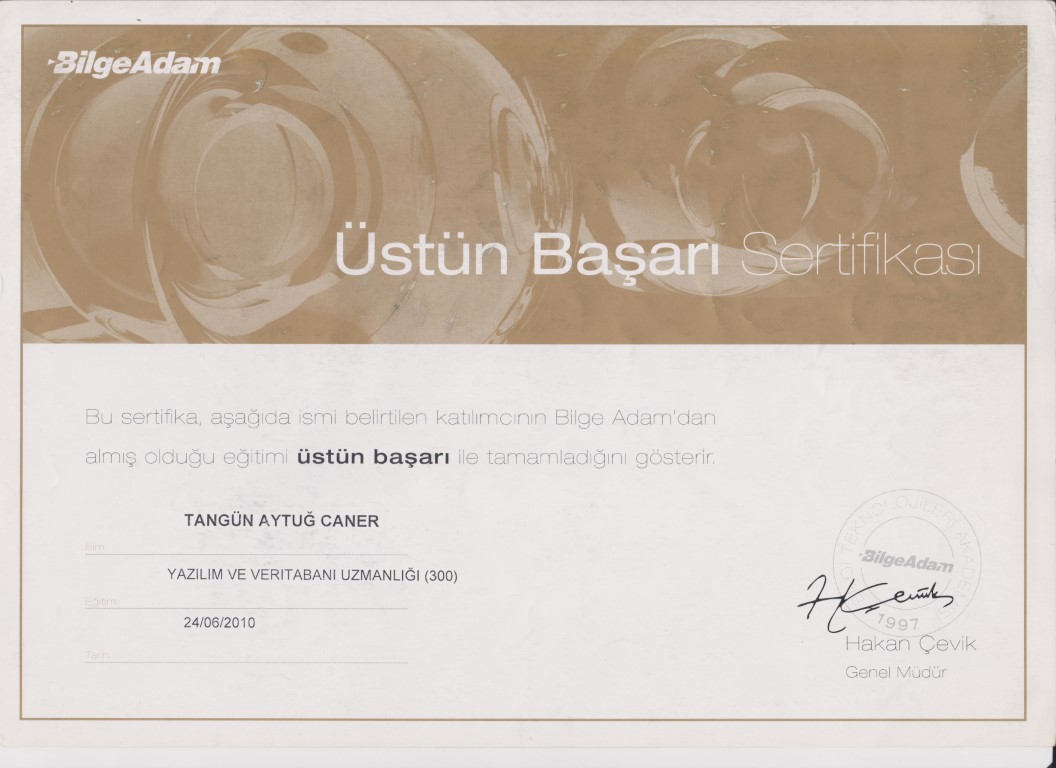 BilgeAdam
Üstün Başarı Sertifikası
Bu sertifika, aşağıda ismi belirtilen katılımcının Bilge Adam'dan
almış olduğu eğitimi üstün başarı ile tamamladığını gösterir.
TANGÜN AYTUĞ CANER
İsim
YAZILIM VE VERITABANI UZMANLIĞI (300)
Eğitim
24/06/2010
Tarih
BilgeAdam
1997
Hakan Çevik
Genel Müdür